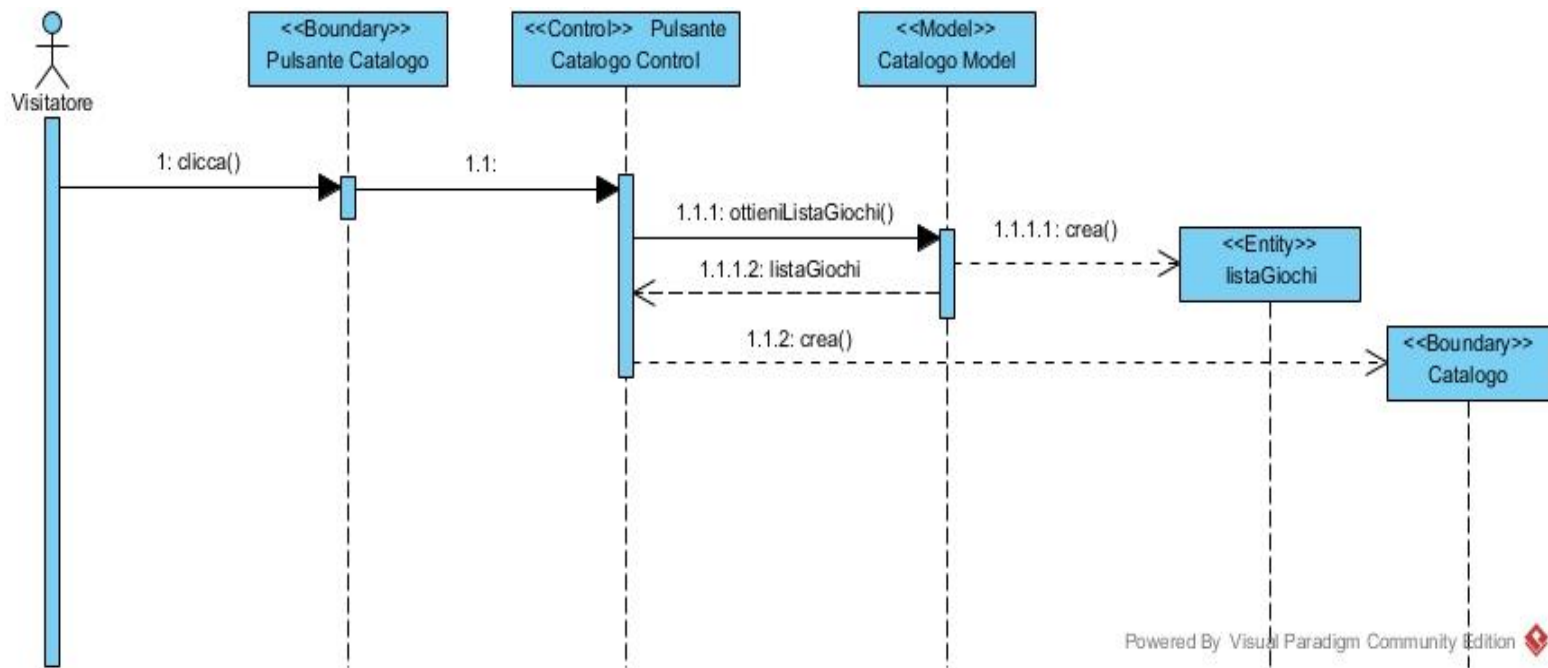 <<Boundary>>
Pulsante Catalogo
<<Control>> Pulsante
Catalogo Control
<<Model>>
Catalogo Model
Visitatore
1: clicca()
1.1:
1.1.1: ottieniListaGiochi()
1.1.1.1: crea()
<<Entity>>
listaGiochi
1.1.1.2: listaGiochi
1.1.2: crea()
<<Boundary>>
Catalogo
Powered By Visual Paradigm Community Edition